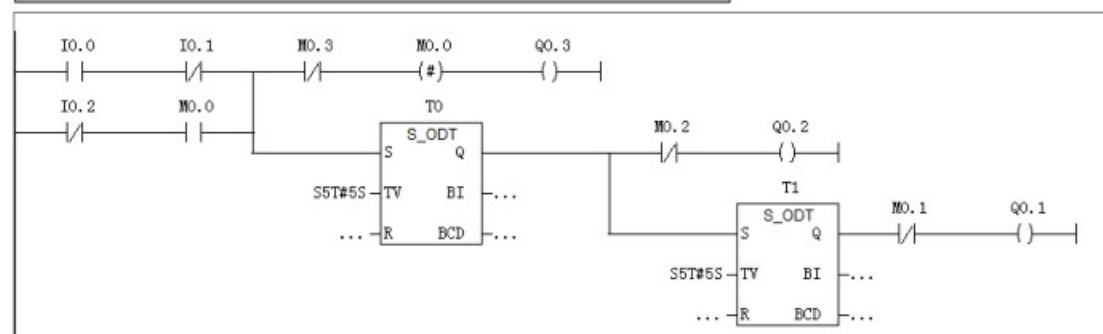 I0.0 I0.1 M0.3 M0.0 Q0.3
(#) ( )
I0.2 M0.0 T0
S_ODT M0.2 Q0.2
S Q ( )
S5T#5S TV BI ... T1
... R BCD ... S_ODT M0.1 Q0.1
S Q ( )
S5T#5S TV BI ...
... R BCD ...